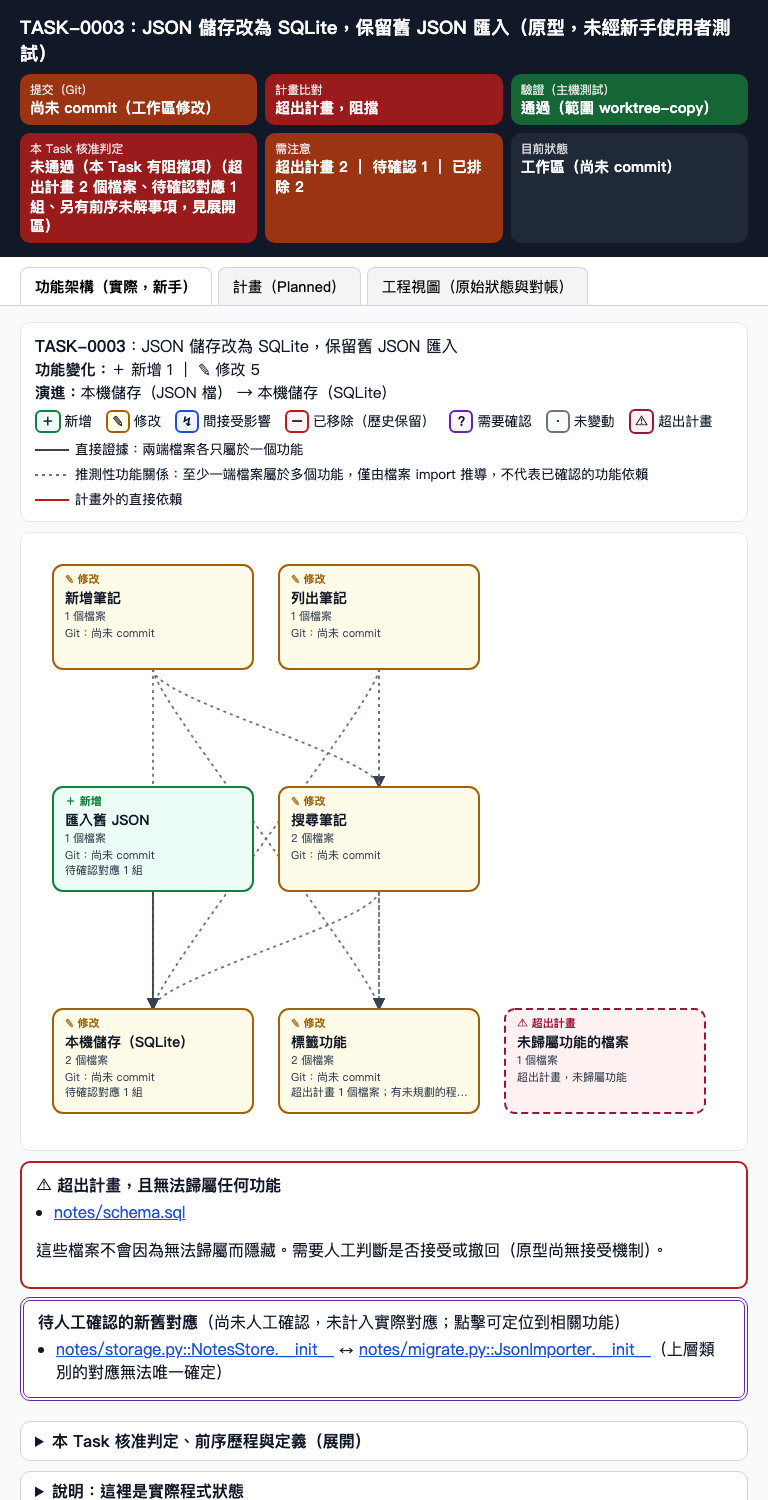 TASK-0003：JSON 儲存改為 SQLite，保留舊 JSON 匯入（原型，未經新手使用者測
試）
提交（Git）
尚未 commit（工作區修改）
計畫比對
超出計畫，阻擋
驗證（主機測試）
通過（範圍 worktree-copy）
本 Task 核准判定
未通過（本 Task 有阻擋項）（超
出計畫 2 個檔案、待確認對應 1
組、另有前序未解事項，見展開
區）
需注意
超出計畫 2 ｜ 待確認 1 ｜ 已排
除 2
目前狀態
工作區（尚未 commit）
功能架構（實際，新手）
計畫（Planned）
工程視圖（原始狀態與對帳）
TASK-0003：JSON 儲存改為 SQLite，保留舊 JSON 匯入
功能變化：＋ 新增 1 ｜ ✎ 修改 5
演進：本機儲存（JSON 檔） → 本機儲存（SQLite）
＋ 新增 ✎ 修改 ↯ 間接受影響 − 已移除（歷史保留） ? 需要確認 · 未變動 ⚠ 超出計畫
直接證據：兩端檔案各只屬於一個功能
推測性功能關係：至少一端檔案屬於多個功能，僅由檔案 import 推導，不代表已確認的功能依賴
計畫外的直接依賴
✎ 修改
新增筆記
1 個檔案
Git：尚未 commit
✎ 修改
列出筆記
1 個檔案
Git：尚未 commit
＋ 新增
匯入舊 JSON
1 個檔案
Git：尚未 commit
待確認對應 1 組
✎ 修改
搜尋筆記
2 個檔案
Git：尚未 commit
✎ 修改
本機儲存（SQLite）
2 個檔案
Git：尚未 commit
待確認對應 1 組
✎ 修改
標籤功能
2 個檔案
Git：尚未 commit
超出計畫 1 個檔案；有未規劃的程…
⚠ 超出計畫
未歸屬功能的檔案
1 個檔案
超出計畫，未歸屬功能
⚠ 超出計畫，且無法歸屬任何功能
• notes/schema.sql
這些檔案不會因為無法歸屬而隱藏。需要人工判斷是否接受或撤回（原型尚無接受機制）。
待人工確認的新舊對應（尚未人工確認，未計入實際對應；點擊可定位到相關功能）
• notes/storage.py::NotesStore.__init__ ↔ notes/migrate.py::JsonImporter.__init__（上層類
別的對應無法唯一確定）
▶ 本 Task 核准判定、前序歷程與定義（展開）
▶ 說明：這裡是實際程式狀態